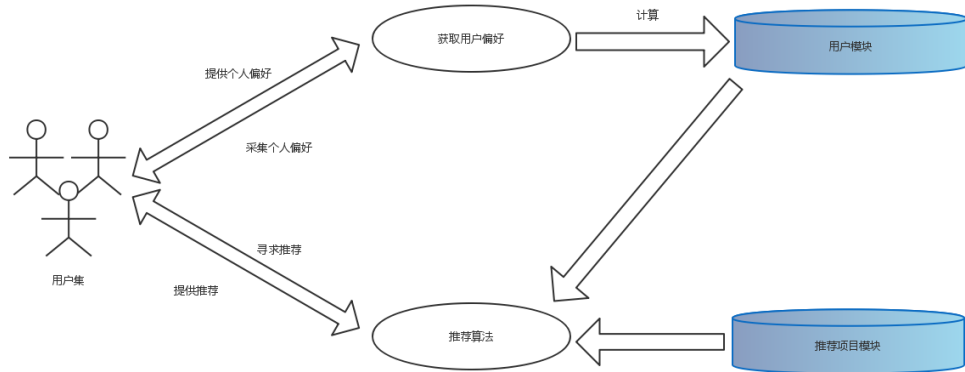 计算
获取用户偏好
用户模块
提供个人偏好
采集个人偏好
寻求推荐
用户集
提供推荐
推荐算法
推荐项目模块